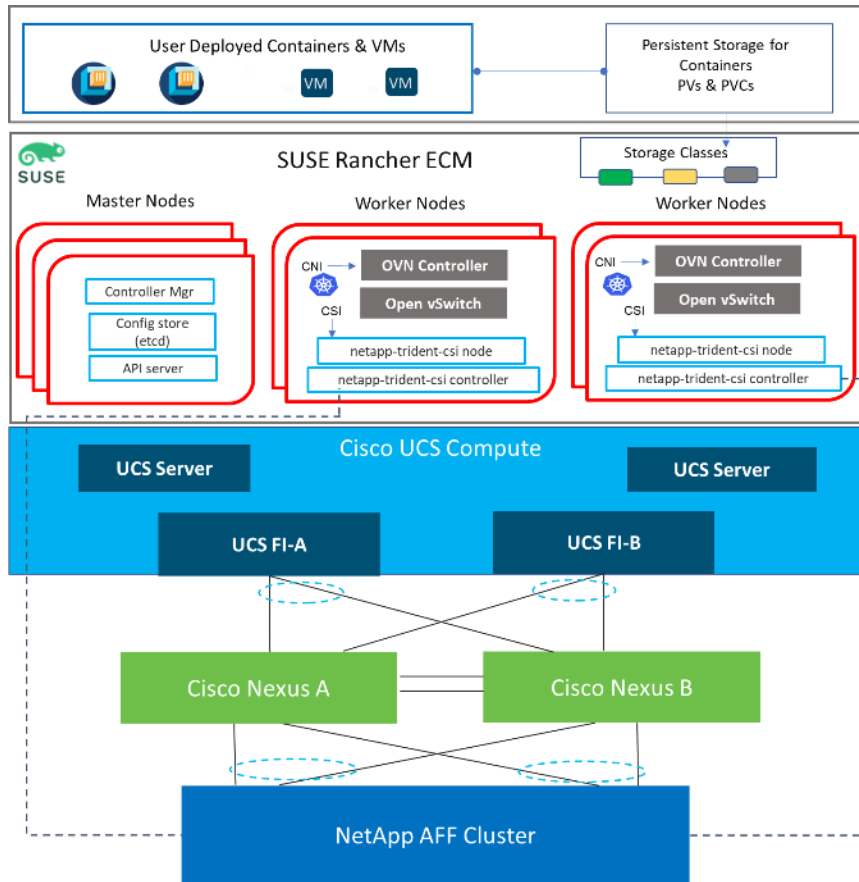 User Deployed Containers & VMs
VM
VM
Persistent Storage for
Containers
PVs & PVCs
SUSE
SUSE Rancher ECM
Storage Classes
Master Nodes
Worker Nodes
Worker Nodes
Controller Mgr
Config store
(etcd)
API server
CNI
OVN Controller
Open vSwitch
CSI
netapp-trident-csi node
netapp-trident-csi controller
CNI
OVN Controller
Open vSwitch
CSI
netapp-trident-csi node
netapp-trident-csi controller
Cisco UCS Compute
UCS Server
UCS Server
UCS FI-A
UCS FI-B
Cisco Nexus A
Cisco Nexus B
NetApp AFF Cluster